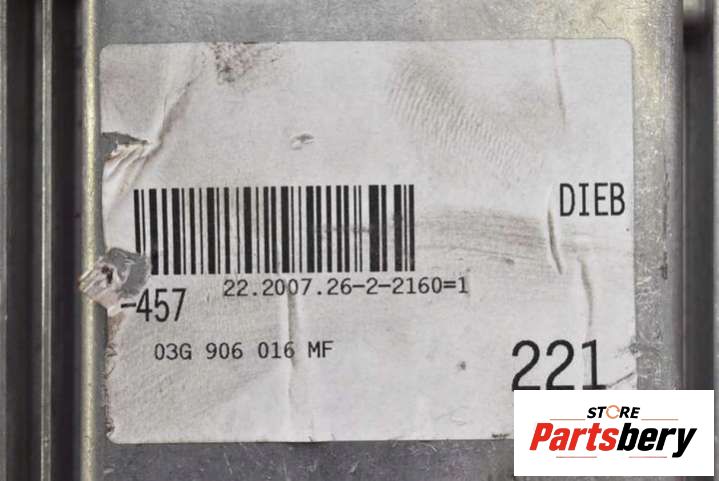 DIEB
22.2007.26-2-2160=1
-457
03G 906 016 MF
221
STORE
Partsbery